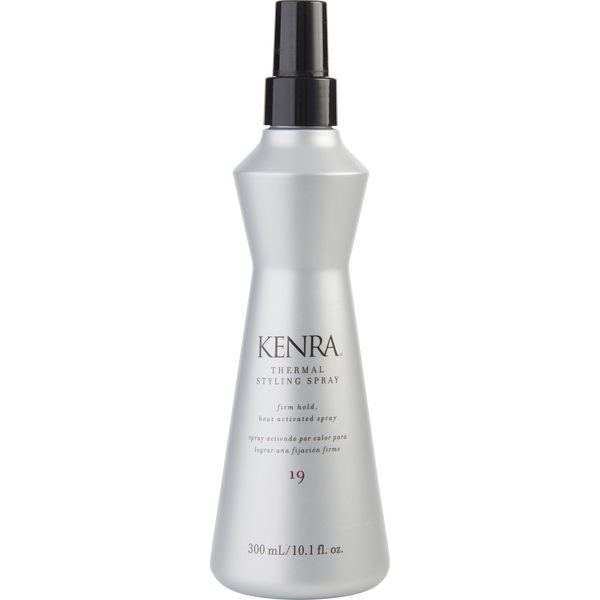 KENRA®
THERMAL
STYLING SPRAY
firm hold,
heat activated spray
spray activado por calor para
lograr una fijación firme
19
300 mL/10.1 fl. oz.